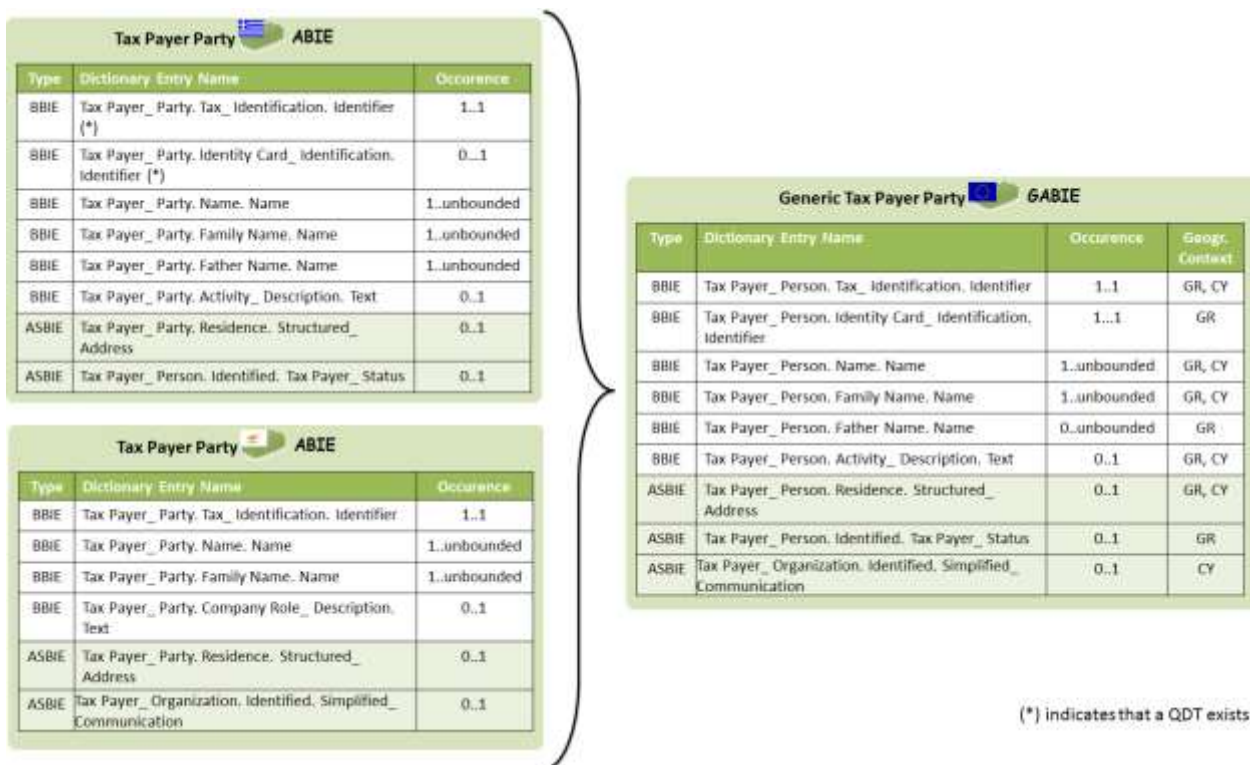 Tax Payer Party ABIE
Type Dictionary Entry Name Occurence
BBIE Tax Payer_ Party. Tax_ Identification. Identifier 1..1
(*)
BBIE Tax Payer_ Party. Identity Card_ Identification. 0...1
Identifier (*)
BBIE Tax Payer_ Party. Name. Name 1..unbounded
BBIE Tax Payer_ Party. Family Name. Name 1..unbounded
BBIE Tax Payer_ Party. Father Name. Name 1..unbounded
BBIE Tax Payer_ Party. Activity_ Description. Text 0..1
ASBIE Tax Payer_ Party. Residence. Structured_ 0..1
Address
ASBIE Tax Payer_ Person. Identified. Tax Payer_ Status 0..1
Tax Payer Party ABIE
Type Dictionary Entry Name Occurence
BBIE Tax Payer_ Party. Tax_ Identification. Identifier 1..1
BBIE Tax Payer_ Party. Name. Name 1..unbounded
BBIE Tax Payer_ Party. Family Name. Name 1..unbounded
BBIE Tax Payer_ Party. Company Role_ Description. 0..1
Text
ASBIE Tax Payer_ Party. Residence. Structured_ 0..1
Address
ASBIE Tax Payer_ Organization. Identified. Simplified_ 0..1
Communication
Generic Tax Payer Party GABIE
Type Dictionary Entry Name Occurence Geogr.
Context
BBIE Tax Payer_ Person. Tax_ Identification. Identifier 1..1 GR, CY
BBIE Tax Payer_ Person. Identity Card_ Identification. 1...1 GR
Identifier
BBIE Tax Payer_ Person. Name. Name 1..unbounded GR, CY
BBIE Tax Payer_ Person. Family Name. Name 1..unbounded GR, CY
BBIE Tax Payer_ Person. Father Name. Name 0..unbounded GR
BBIE Tax Payer_ Person. Activity_ Description. Text 0..1 GR, CY
ASBIE Tax Payer_ Person. Residence. Structured_ 0..1 GR, CY
Address
ASBIE Tax Payer_ Person. Identified. Tax Payer_ Status 0..1 GR
ASBIE Tax Payer_ Organization. Identified. Simplified_ 0..1 CY
Communication
(*) indicates that a QDT exists